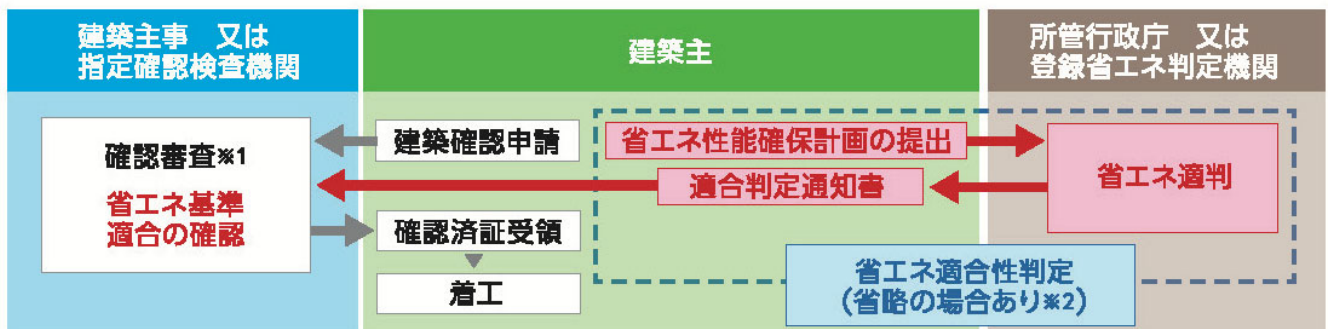 建築主事　又は
指定確認検査機関
建築主
所管行政庁　又は
登録省エネ判定機関
確認審査※1
省エネ基準
適合の確認
建築確認申請
省エネ性能確保計画の提出
適合判定通知書
省エネ適判
確認済証受領
着工
省エネ適合性判定
(省略の場合あり※2)